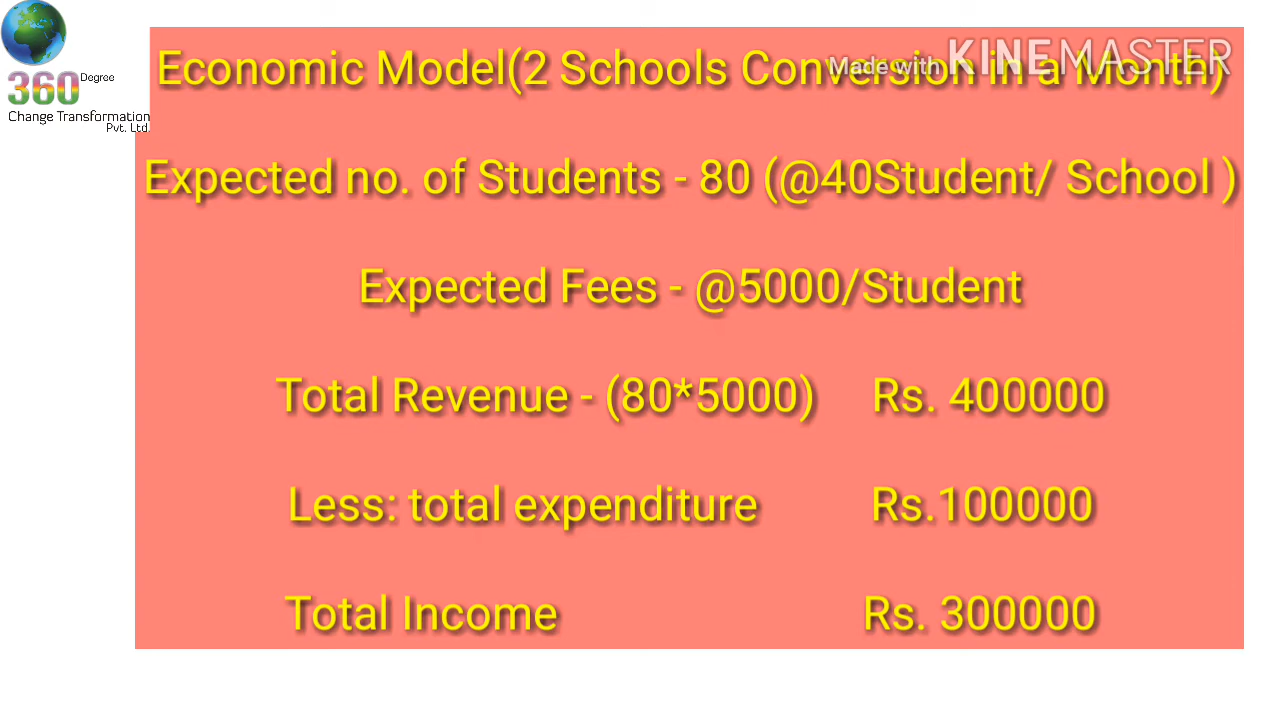 360 Degree
Change Transformation
Pvt. Ltd.
Made with KINEMASTER
Economic Model(2 Schools Conversion in a Month)
Expected no. of Students - 80 (@40Student/ School )
Expected Fees - @5000/Student
Total Revenue - (80*5000) Rs. 400000
Less: total expenditure Rs.100000
Total Income Rs. 300000